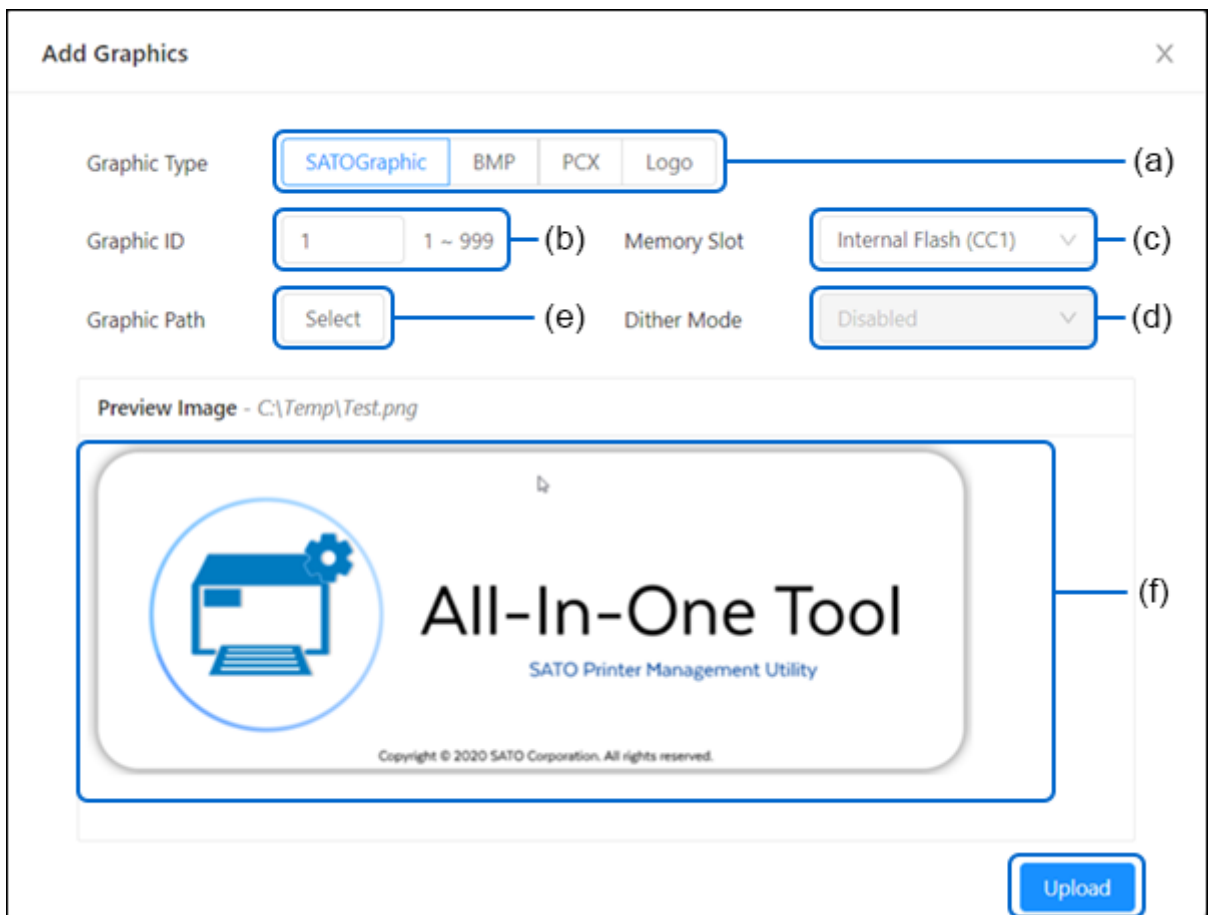 Add Graphics
Graphic Type SATOGraphic BMP PCX Logo (a)
Graphic ID 1 1 ~ 999 (b) Memory Slot Internal Flash (CC1) (c)
Graphic Path Select (e) Dither Mode Disabled (d)
Preview Image - C:\Temp\Test.png
All-In-One Tool
SATO Printer Management Utility
(f)
Copyright © 2020 SATO Corporation. All rights reserved.
Upload